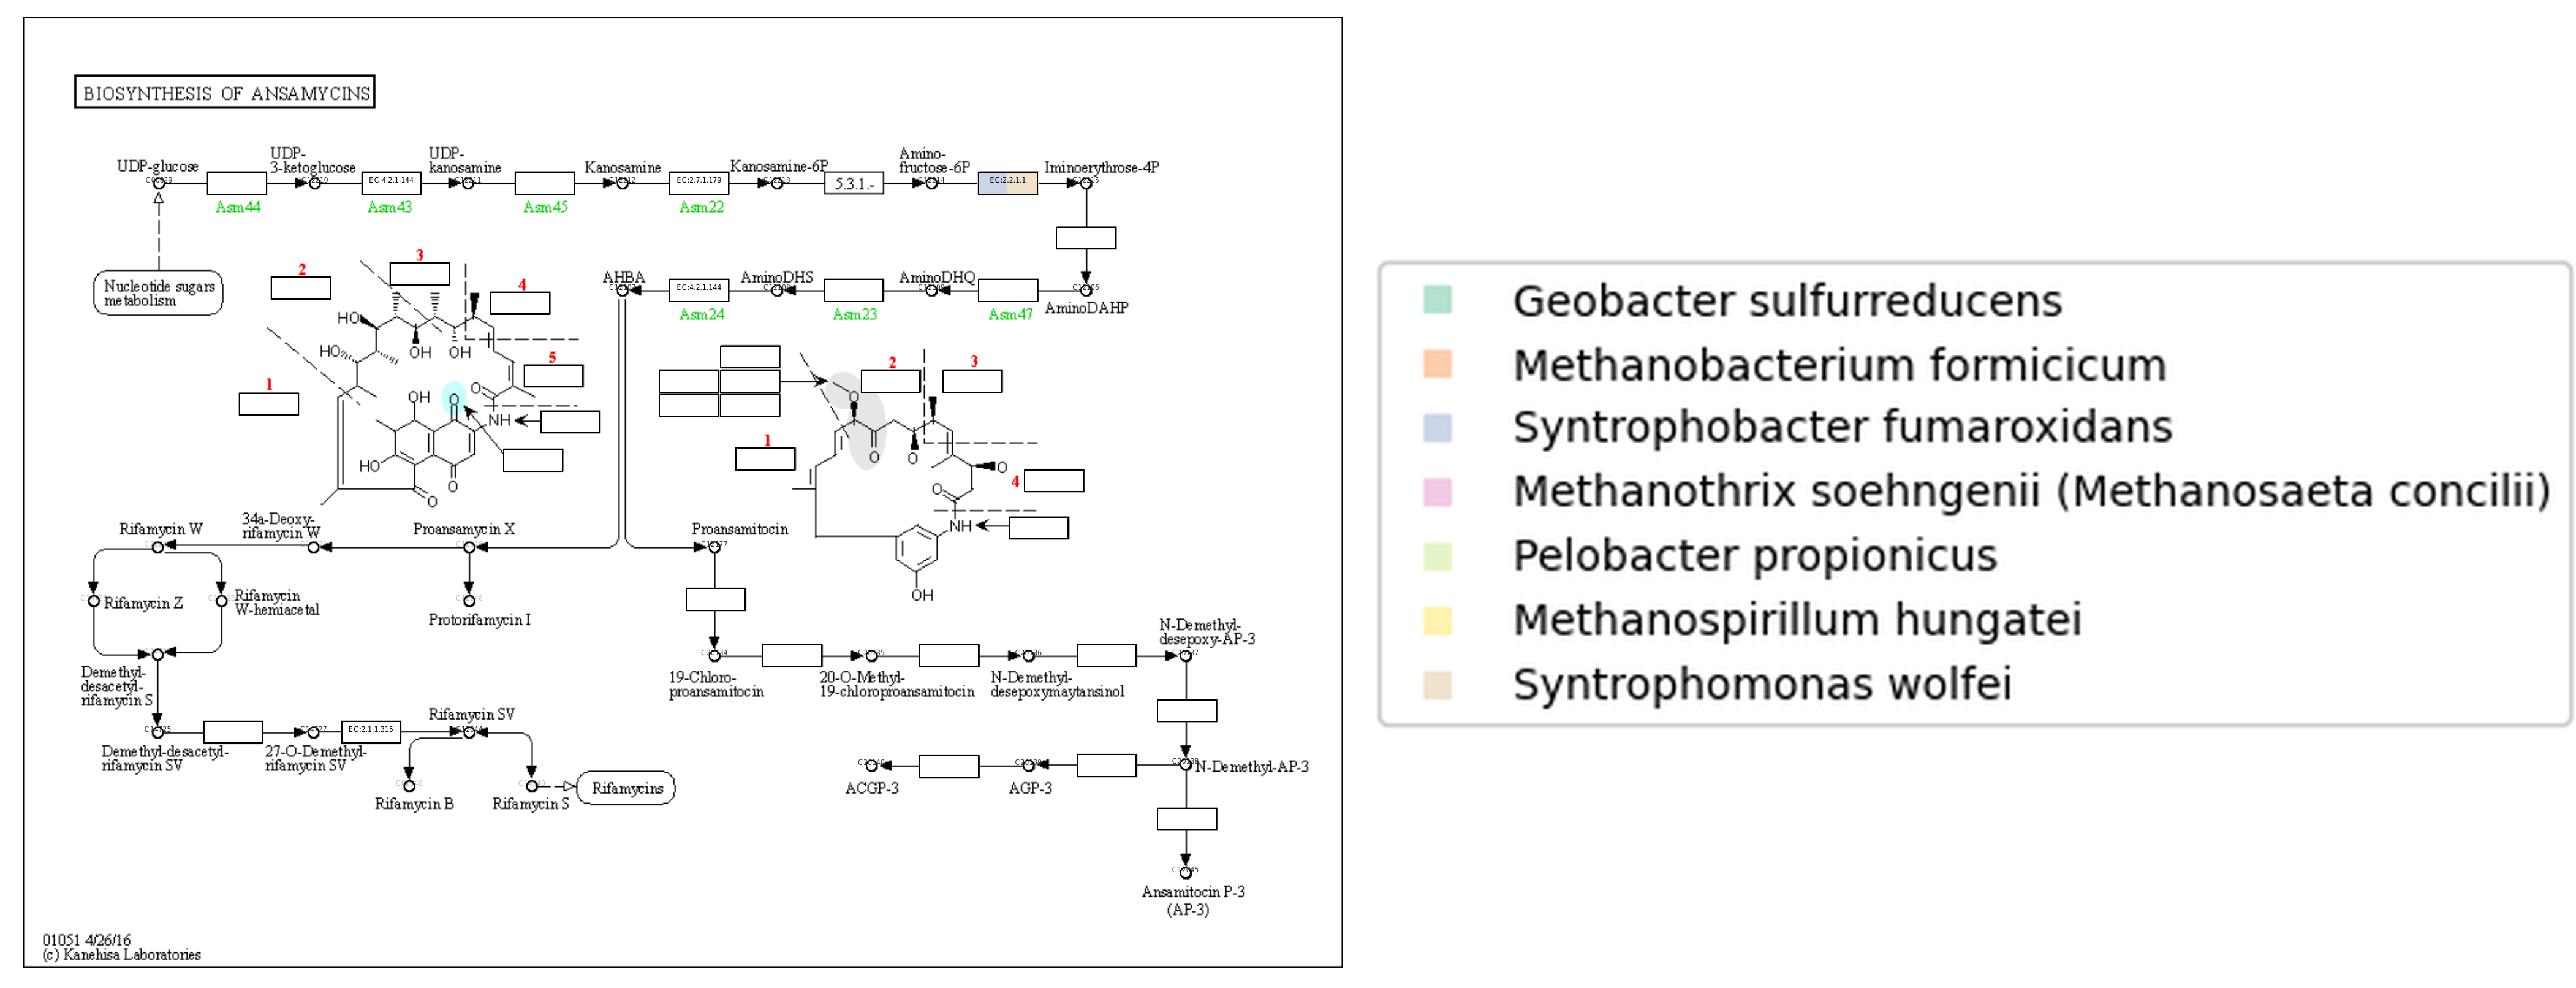 BIOSYNTHESIS OF ANSAMYCINS
UDP-glucose
UDP-
3-ketoglucose
UDP-
kanosamine
Kanosamine
Kanosamine-6P
Amino-
fructose-6P
Iminoerythrose-4P
EC:4.2.1.144
EC:2.7.1.179
5.3.1.-
EC:2.2.1.1
Asm44
Asm43
Asm45
Asm22
Nucleotide sugars
metabolism
AHBA
EC:4.2.1.144
AminoDHS
AminoDHQ
AminoDAHP
Asm24
Asm23
Asm47
2
3
4
HO
HO
OH
OH
5
1
OH
O
O
NH
HO
O
O
2
3
O
1
O
O
O
4
O
NH
OH
Rifamycin W
34a-Deoxy-
rifamycin W
Proansamycin X
Proansamitocin
Rifamycin Z
Rifamycin
W-hemiacetal
Protorifamycin I
Demethyl-
desacetyl-
rifamycin S
19-Chloro-
proansamitocin
20-O-Methyl-
19-chloroproansamitocin
N-Demethyl-
desepoxymaytansinol
N-Demethyl-
desepoxy-AP-3
Rifamycin SV
EC:2.1.1.315
Demethyl-desacetyl-
rifamycin SV
27-O-Demethyl-
rifamycin SV
Rifamycin B
Rifamycin S
Rifamycins
ACGP-3
AGP-3
N-Demethyl-AP-3
Ansamitocin P-3
(AP-3)
01051 4/26/16
(c) Kanehisa Laboratories
Geobacter sulfurreducens
Methanobacterium formicicum
Syntrophobacter fumaroxidans
Methanothrix soehngenii (Methanosaeta concilii)
Pelobacter propionicus
Methanospirillum hungatei
Syntrophomonas wolfei